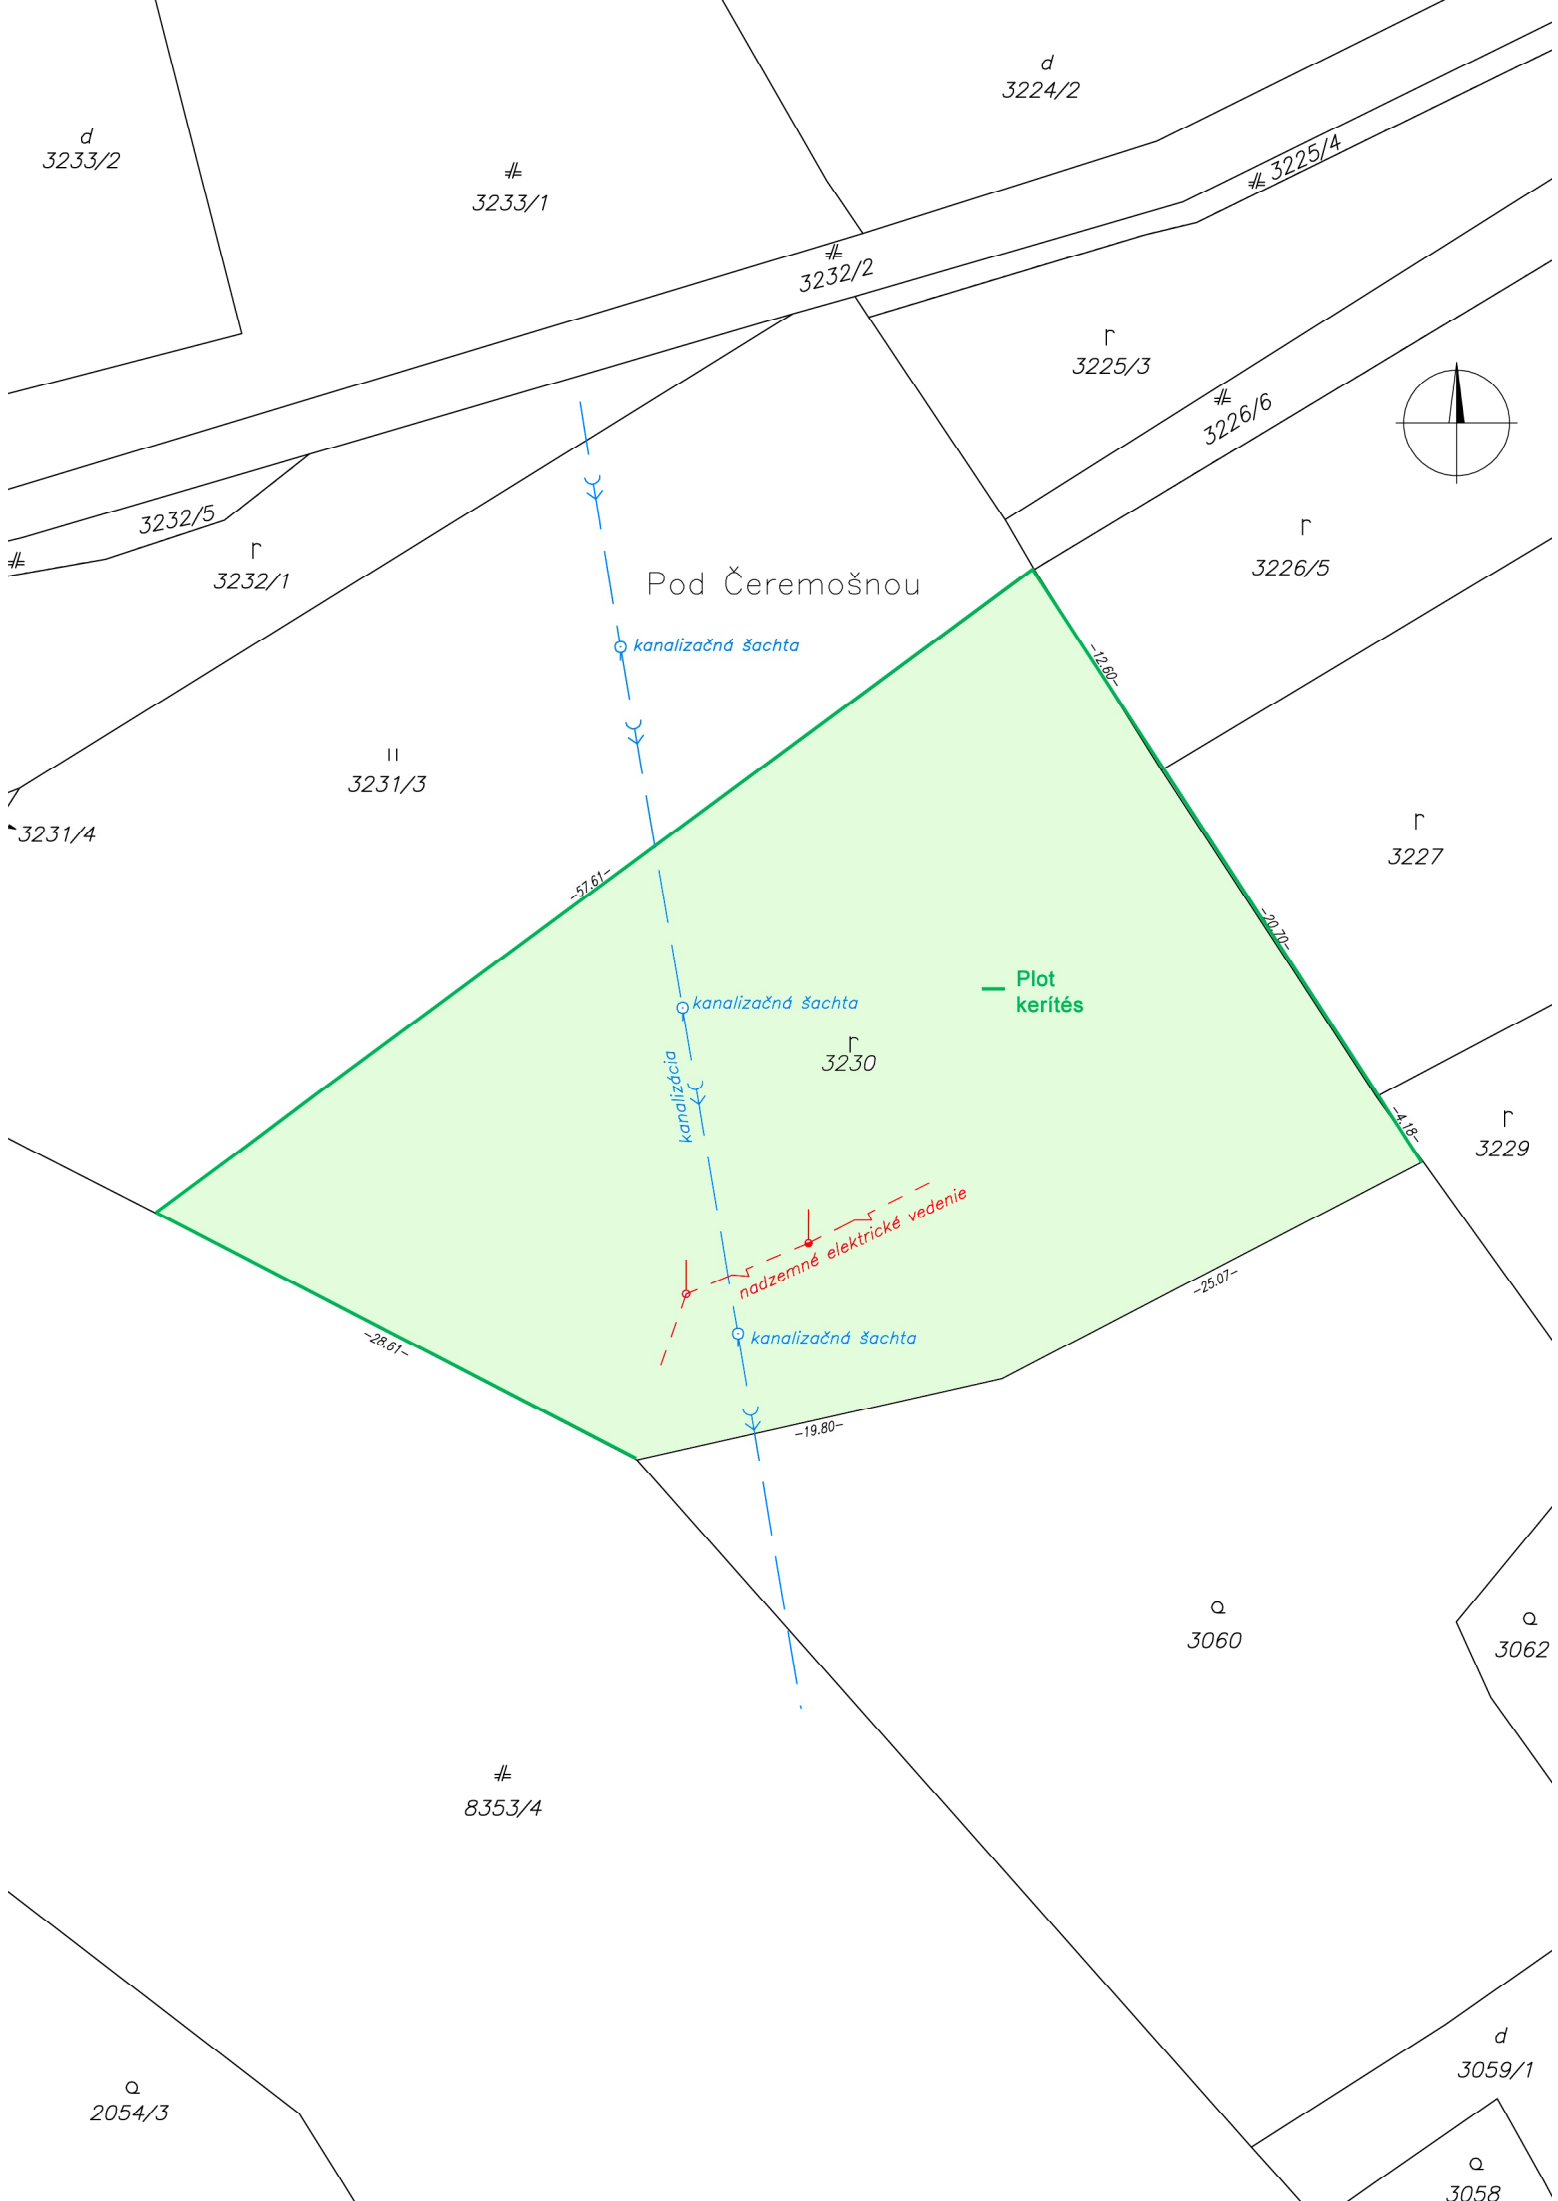 d
3224/2
d
3233/2
3233/1
3225/4
3232/2
r
3225/3
3226/6
3232/5
r
3232/1
r
3226/5
Pod Čeremošnou
kanalizačná šachta
-12.60-
3231/3
3231/4
r
3227
-57.61-
-20.70-
Plot
kerítés
kanalizačná šachta
r
3230
kanalizácia
-4.18-
r
3229
nadzemné elektrické vedenie
-25.07-
kanalizačná šachta
-28.61-
-19.80-
3060
3062
8353/4
d
3059/1
2054/3
3058